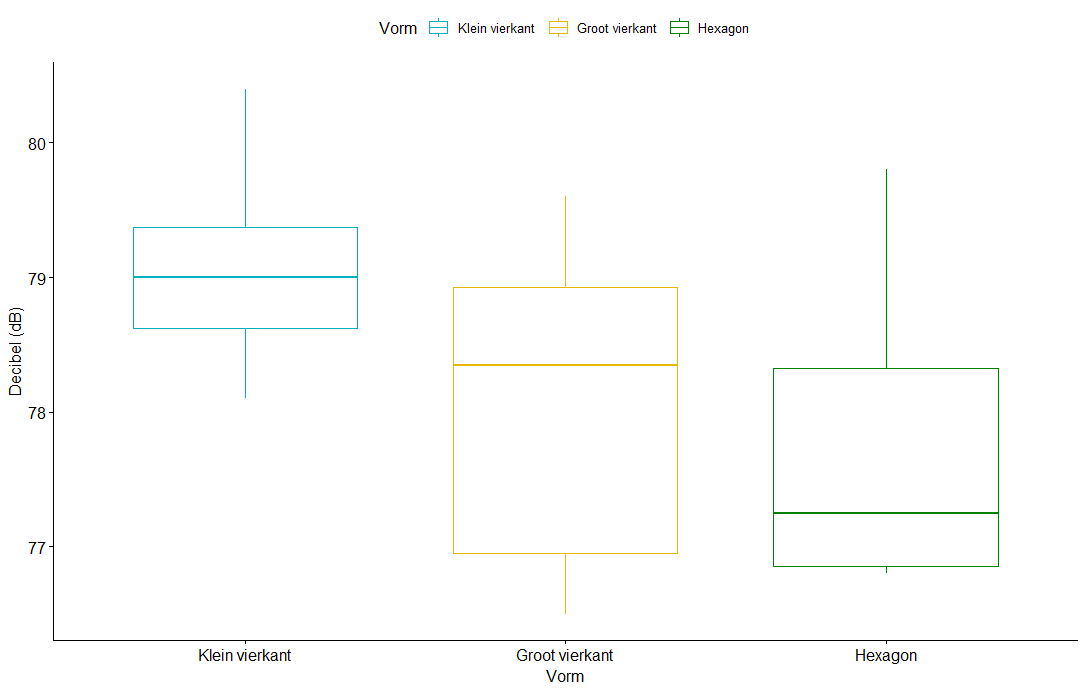 Vorm Klein vierkant Groot vierkant Hexagon
80
79
78
77
Decibel (dB)
Klein vierkant Groot vierkant Hexagon
Vorm